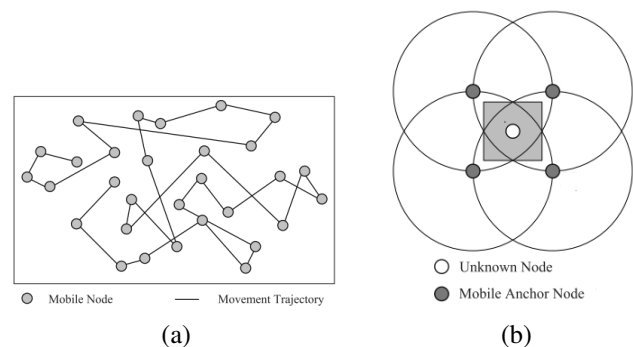 Unknown Node
Mobile Anchor Node
Mobile Node
Movement Trajectory
(a)
(b)